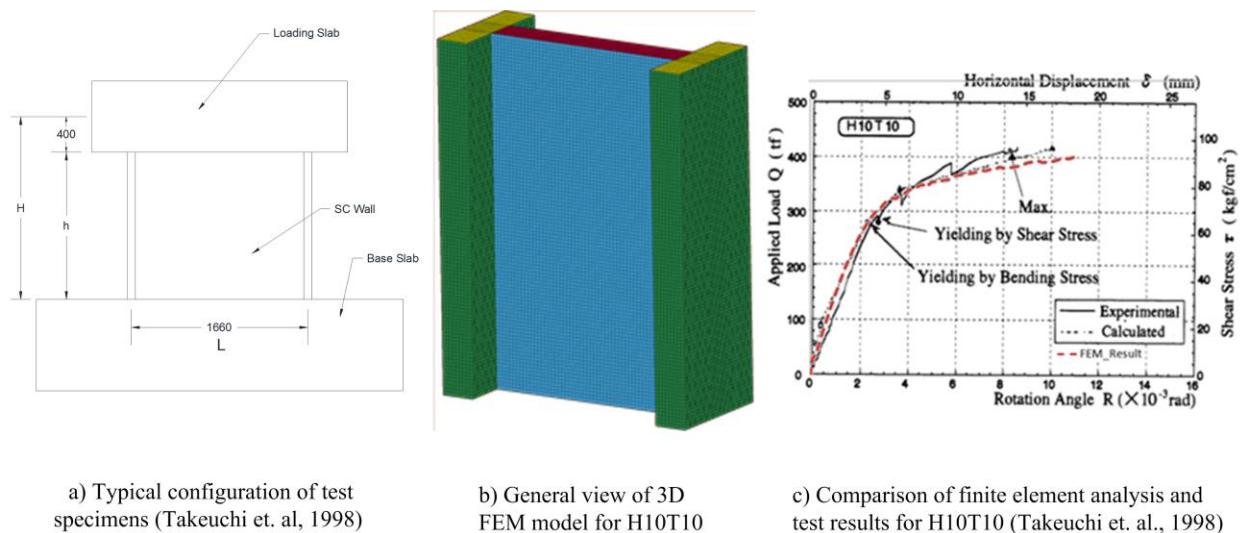 Loading Slab
400
H
h
SC Wall
Base Slab
1660
L
Horizontal Displacement δ (mm)
0 5 10 15 20 25
500
400
300
200
100
0
Applied Load Q (tf)
H10T10
Max.
Yielding by Shear Stress
Yielding by Bending Stress
Experimental
Calculated
FEM_Result
100
80
60
40
20
0
Shear Stress τ (kgf/cm²)
0 2 4 6 8 10 12 14 16
Rotation Angle R (×10⁻³rad)
a) Typical configuration of test
specimens (Takeuchi et. al, 1998)
b) General view of 3D
FEM model for H10T10
c) Comparison of finite element analysis and
test results for H10T10 (Takeuchi et. al., 1998)